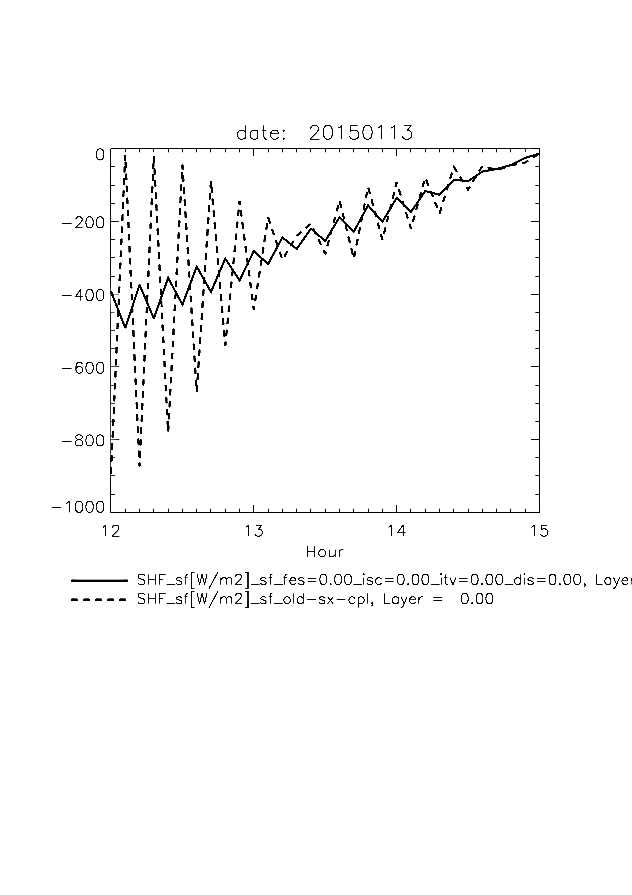 date: 20150113
0
-200
-400
-600
-800
-1000
12 13 14 15
Hour
SHF_sf[W/m2]_sf_fes=0.00_isc=0.00_itv=0.00_dis=0.00, Layer
SHF_sf[W/m2]_sf_old-sx-cpl, Layer = 0.00